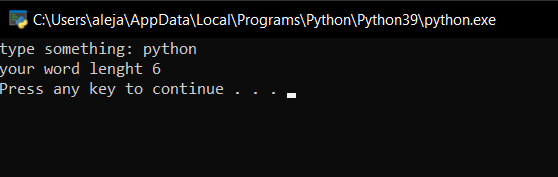 C:\Users\aleja\AppData\Local\Programs\Python\Python39\python.exe
type something: python
your word lenght 6
Press any key to continue . . .